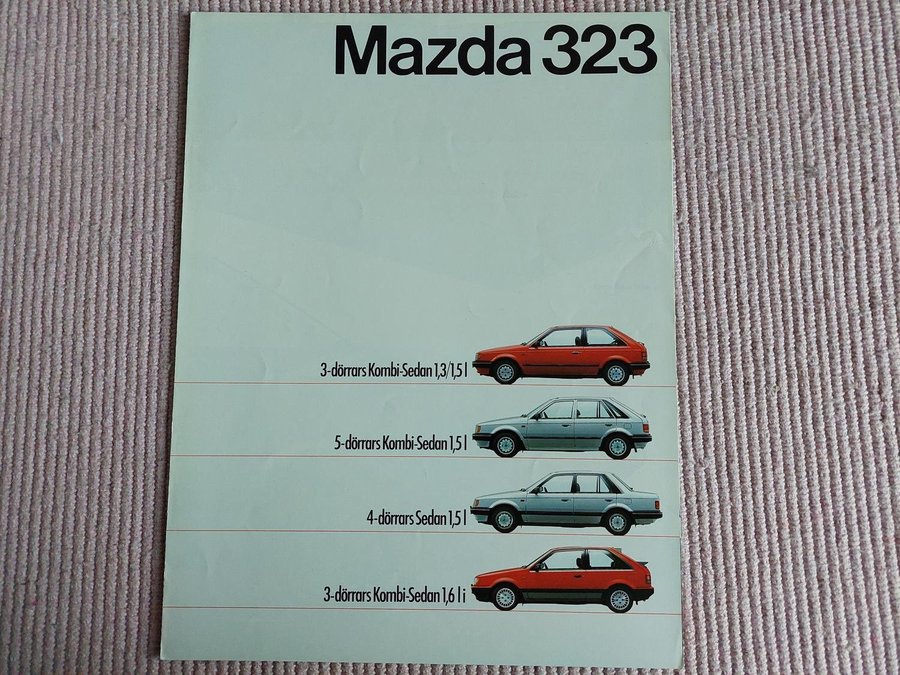 Mazda 323
3-dörrars Kombi-Sedan 1,3/1,5 l
5-dörrars Kombi-Sedan 1,5 l
4-dörrars Sedan 1,5 l
3-dörrars Kombi-Sedan 1,6 l i